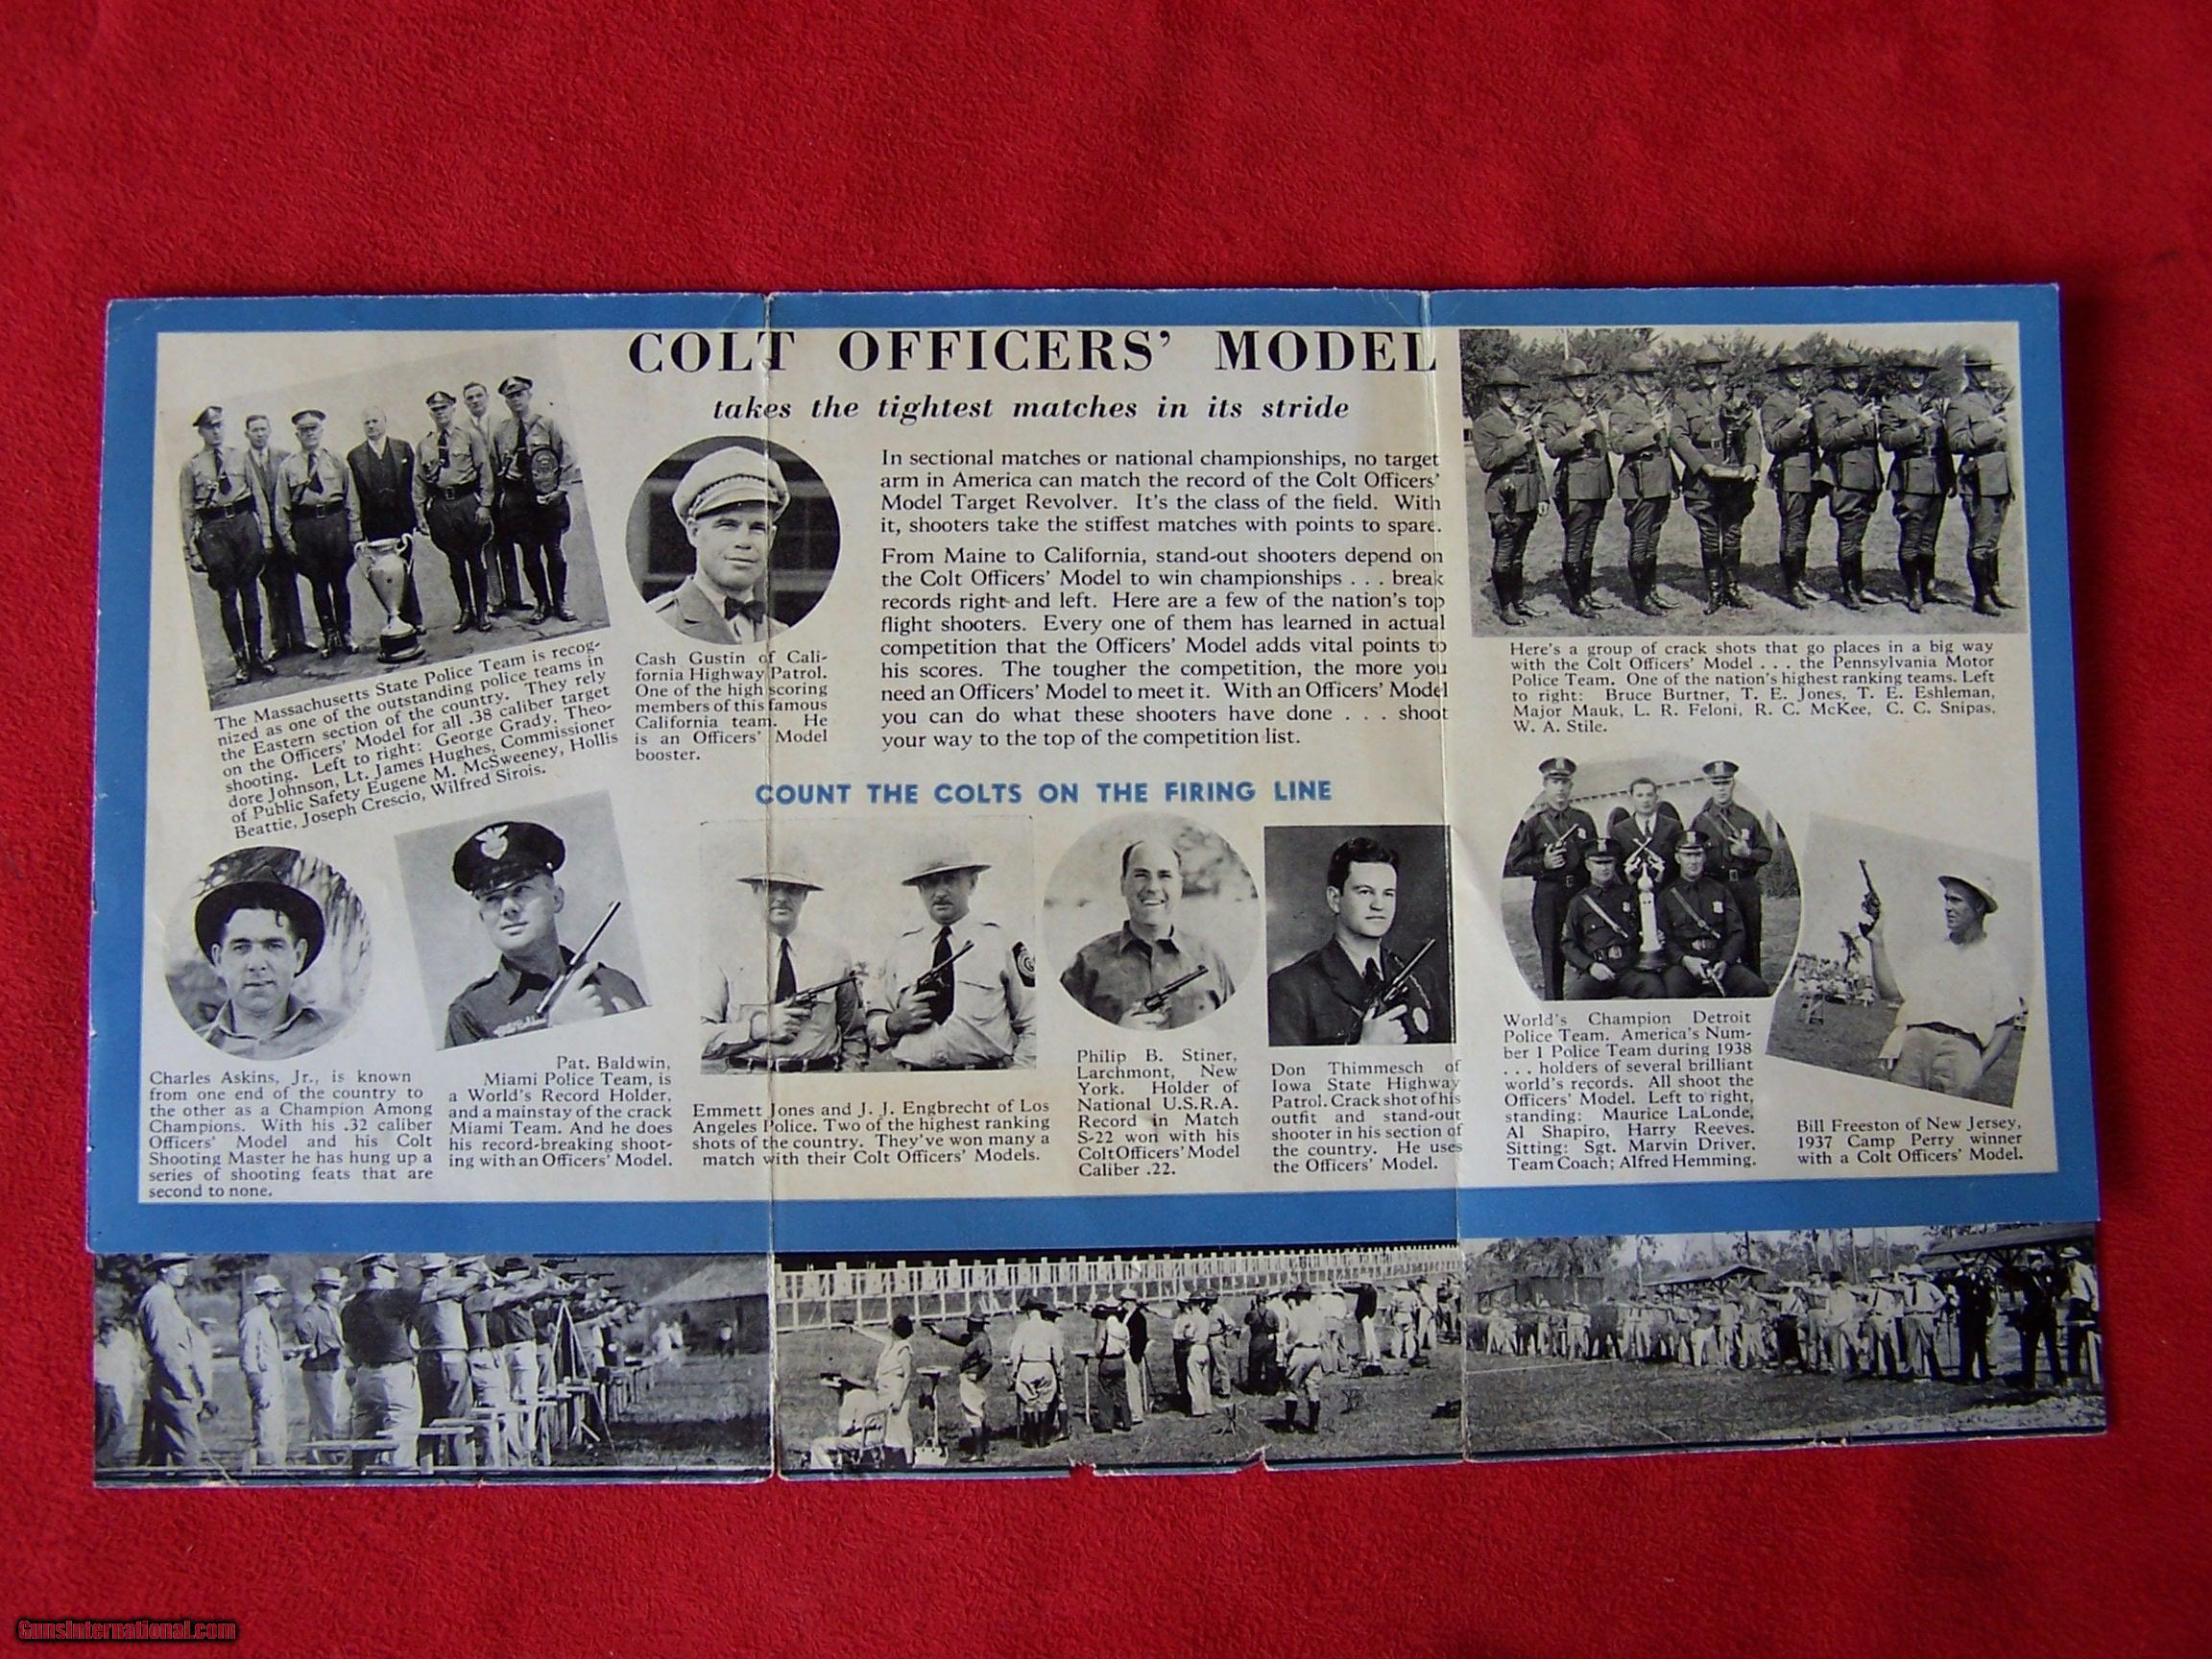 COLT OFFICERS' MODEL
takes the tightest matches in its stride
In sectional matches or national championships, no target
arm in America can match the record of the Colt Officers'
Model Target Revolver. It's the class of the field. With
it, shooters take the stiffest matches with points to spare.
From Maine to California, stand-out shooters depend on
the Colt Officers' Model to win championships . . . break
records right and left. Here are a few of the nation's top
flight shooters. Every one of them has learned in actual
competition that the Officers' Model adds vital points to
his scores. The tougher the competition, the more you
need an Officers' Model to meet it. With an Officers' Model
you can do what these shooters have done . . . shoot
your way to the top of the competition list.
The Massachusetts State Police Team is recog-
nized as one of the outstanding police teams in
the Eastern section of the country. They rely
on the Officers' Model for all .38 caliber target
shooting. Left to right: George Grady, Theo-
dore Johnson, Lt. James Hughes, Commissioner
of Public Safety Eugene M. McSweeney, Hollis
Beattie, Joseph Crescio, Wilfred Sirois.
Cash Gustin of Cali-
fornia Highway Patrol.
One of the high scoring
members of this famous
California team. He
is an Officers' Model
booster.
Here's a group of crack shots that go places in a big way
with the Colt Officers' Model . . . the Pennsylvania Motor
Police Team. One of the nation's highest ranking teams. Left
to right: Bruce Burtner, T. E. Jones, T. E. Eshleman,
Major Mauk, L. R. Feloni, R. C. McKee, C. C. Snipas,
W. A. Stile.
COUNT THE COLTS ON THE FIRING LINE
Charles Askins, Jr., is known
from one end of the country to
the other as a Champion Among
Champions. With his .32 caliber
Officers' Model and his Colt
Shooting Master he has hung up a
series of shooting feats that are
second to none.
Pat. Baldwin,
Miami Police Team, is
a World's Record Holder,
and a mainstay of the crack
Miami Team. And he does
his record-breaking shoot-
ing with an Officers' Model.
Emmett Jones and J. J. Engbrecht of Los
Angeles Police. Two of the highest ranking
shots of the country. They've won many a
match with their Colt Officers' Models.
Philip B. Stiner,
Larchmont, New
York. Holder of
National U.S.R.A.
Record in Match
S-22 won with his
Colt Officers' Model
Caliber .22.
Don Thimmesch of
Iowa State Highway
Patrol. Crack shot of his
outfit and stand-out
shooter in his section of
the country. He uses
the Officers' Model.
World's Champion Detroit
Police Team. America's Num-
ber 1 Police Team during 1938
. . . holders of several brilliant
world's records. All shoot the
Officers' Model. Left to right,
standing: Maurice LaLonde,
Al Shapiro, Harry Reeves.
Sitting: Sgt. Marvin Driver,
Team Coach; Alfred Hemming.
Bill Freeston of New Jersey,
1937 Camp Perry winner
with a Colt Officers' Model.
GunsInternational.com